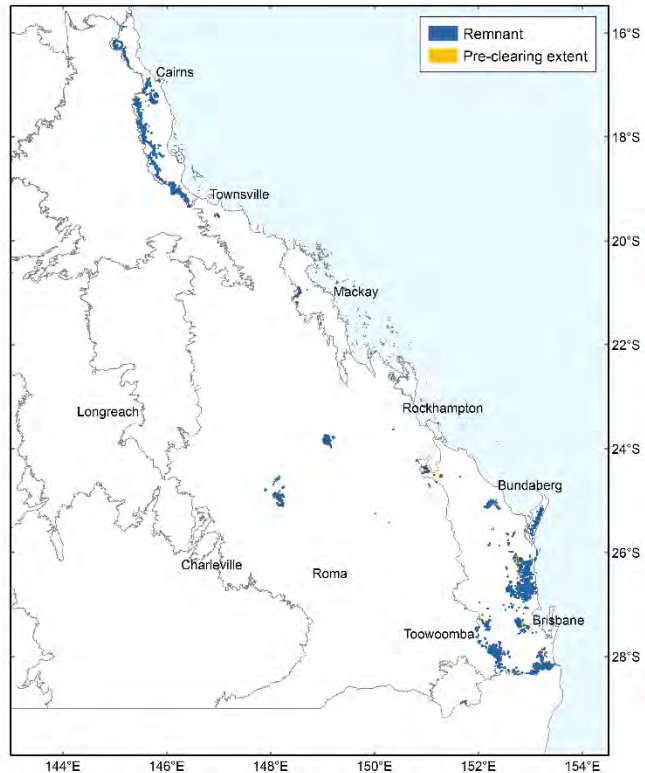 Remnant
Pre-clearing extent
16°S
Cairns
18°S
Townsville
20°S
Mackay
22°S
Longreach
Rockhampton
24°S
Bundaberg
Charleville
Roma
26°S
Toowoomba
Brisbane
28°S
144°E 146°E 148°E 150°E 152°E 154°E